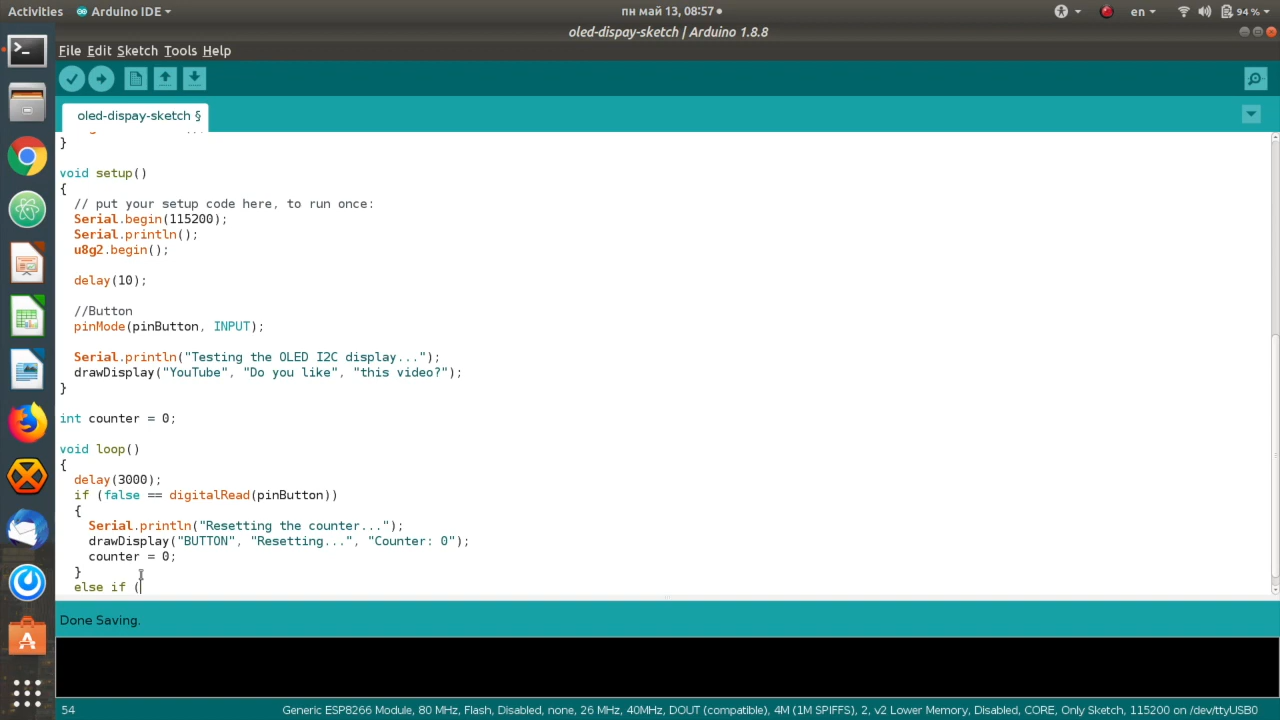 Activities Arduino IDE пн май 13, 08:57 en 94 %
oled-dispay-sketch | Arduino 1.8.8
File Edit Sketch Tools Help
oled-dispay-sketch §
}
void setup()
{
// put your setup code here, to run once:
Serial.begin(115200);
Serial.println();
u8g2.begin();
delay(10);
//Button
pinMode(pinButton, INPUT);
Serial.println("Testing the OLED I2C display...");
drawDisplay("YouTube", "Do you like", "this video?");
}
int counter = 0;
void loop()
{
delay(3000);
if (false == digitalRead(pinButton))
{
Serial.println("Resetting the counter...");
drawDisplay("BUTTON", "Resetting...", "Counter: 0");
counter = 0;
}
else if (
Done Saving.
54 Generic ESP8266 Module, 80 MHz, Flash, Disabled, none, 26 MHz, 40MHz, DOUT (compatible), 4M (1M SPIFFS), 2, v2 Lower Memory, Disabled, CORE, Only Sketch, 115200 on /dev/ttyUSB0